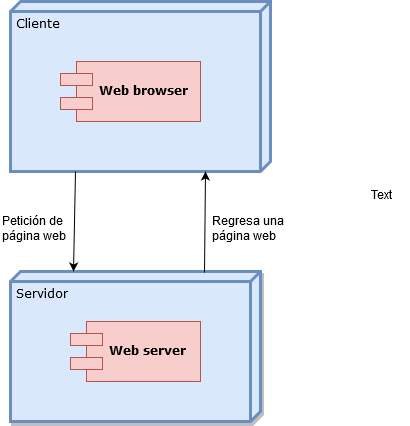 Cliente
Web browser
Text
Petición de
página web
Regresa una
página web
Servidor
Web server